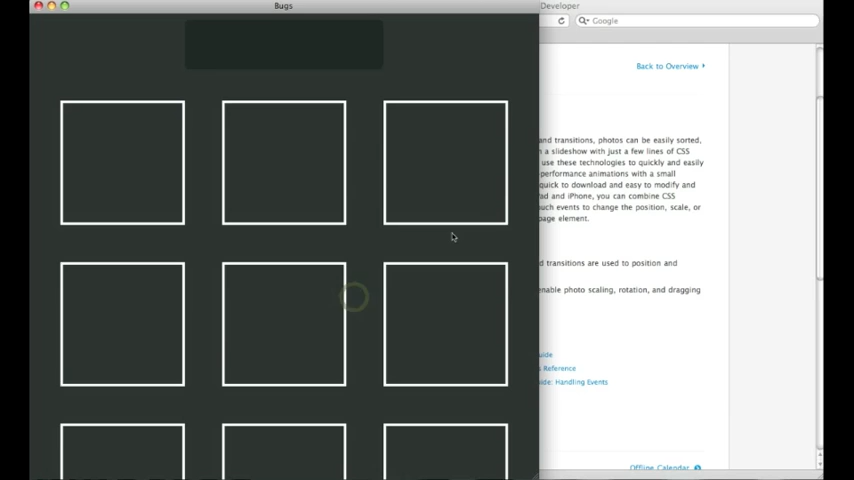 Bugs
Developer
Google
Back to Overview
and transitions, photos can be easily sorted,
n a slideshow with just a few lines of CSS
use these technologies to quickly and easily
performance animations with a small
quick to download and easy to modify and
Pad and iPhone, you can combine CSS
such events to change the position, scale, or
page element.
d transitions are used to position and
enable photo scaling, rotation, and dragging
uide
s Reference
uide: Handling Events
Offline Calendar